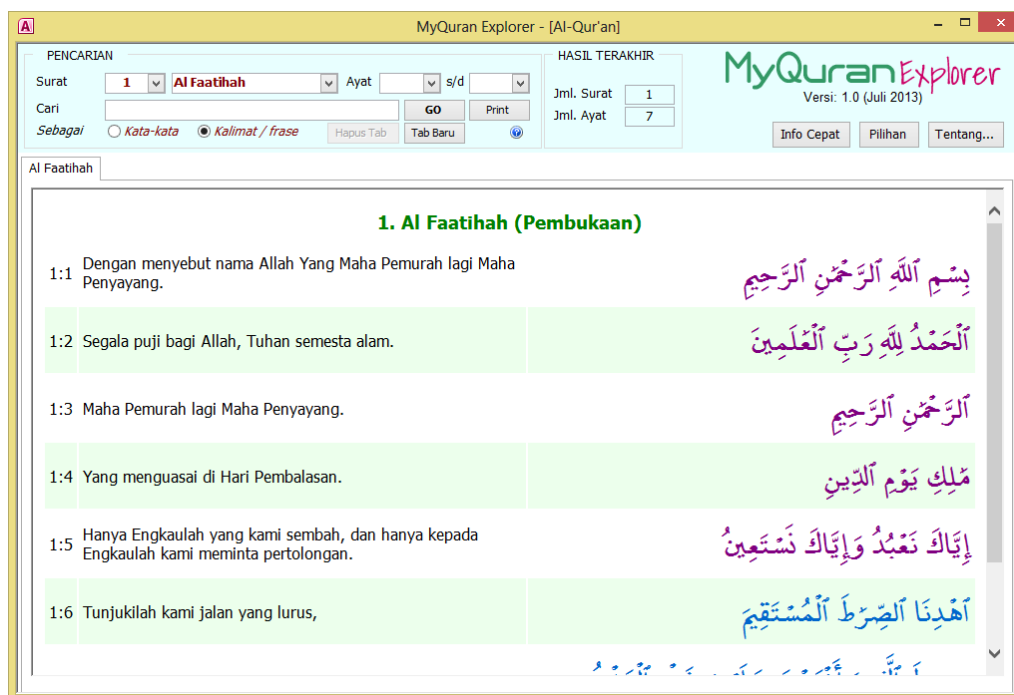 MyQuran Explorer - [Al-Qur'an]
PENCARIAN
Surat 1 Al Faatihah Ayat s/d
Cari GO Print
Sebagai Kata-kata Kalimat / frase Hapus Tab Tab Baru
HASIL TERAKHIR
Jml. Surat 1
Jml. Ayat 7
MyQuran Explorer
Versi: 1.0 (Juli 2013)
Info Cepat Pilihan Tentang...
Al Faatihah
1. Al Faatihah (Pembukaan)
1:1 Dengan menyebut nama Allah Yang Maha Pemurah lagi Maha
Penyayang.
بِسْمِ ٱللَّهِ ٱلرَّحْمَٰنِ ٱلرَّحِيمِ
1:2 Segala puji bagi Allah, Tuhan semesta alam.
ٱلْحَمْدُ لِلَّهِ رَبِّ ٱلْعَٰلَمِينَ
1:3 Maha Pemurah lagi Maha Penyayang.
ٱلرَّحْمَٰنِ ٱلرَّحِيمِ
1:4 Yang menguasai di Hari Pembalasan.
مَٰلِكِ يَوْمِ ٱلدِّينِ
1:5 Hanya Engkaulah yang kami sembah, dan hanya kepada
Engkaulah kami meminta pertolongan.
إِيَّاكَ نَعْبُدُ وَإِيَّاكَ نَسْتَعِينُ
1:6 Tunjukilah kami jalan yang lurus,
ٱهْدِنَا ٱلصِّرَٰطَ ٱلْمُسْتَقِيمَ